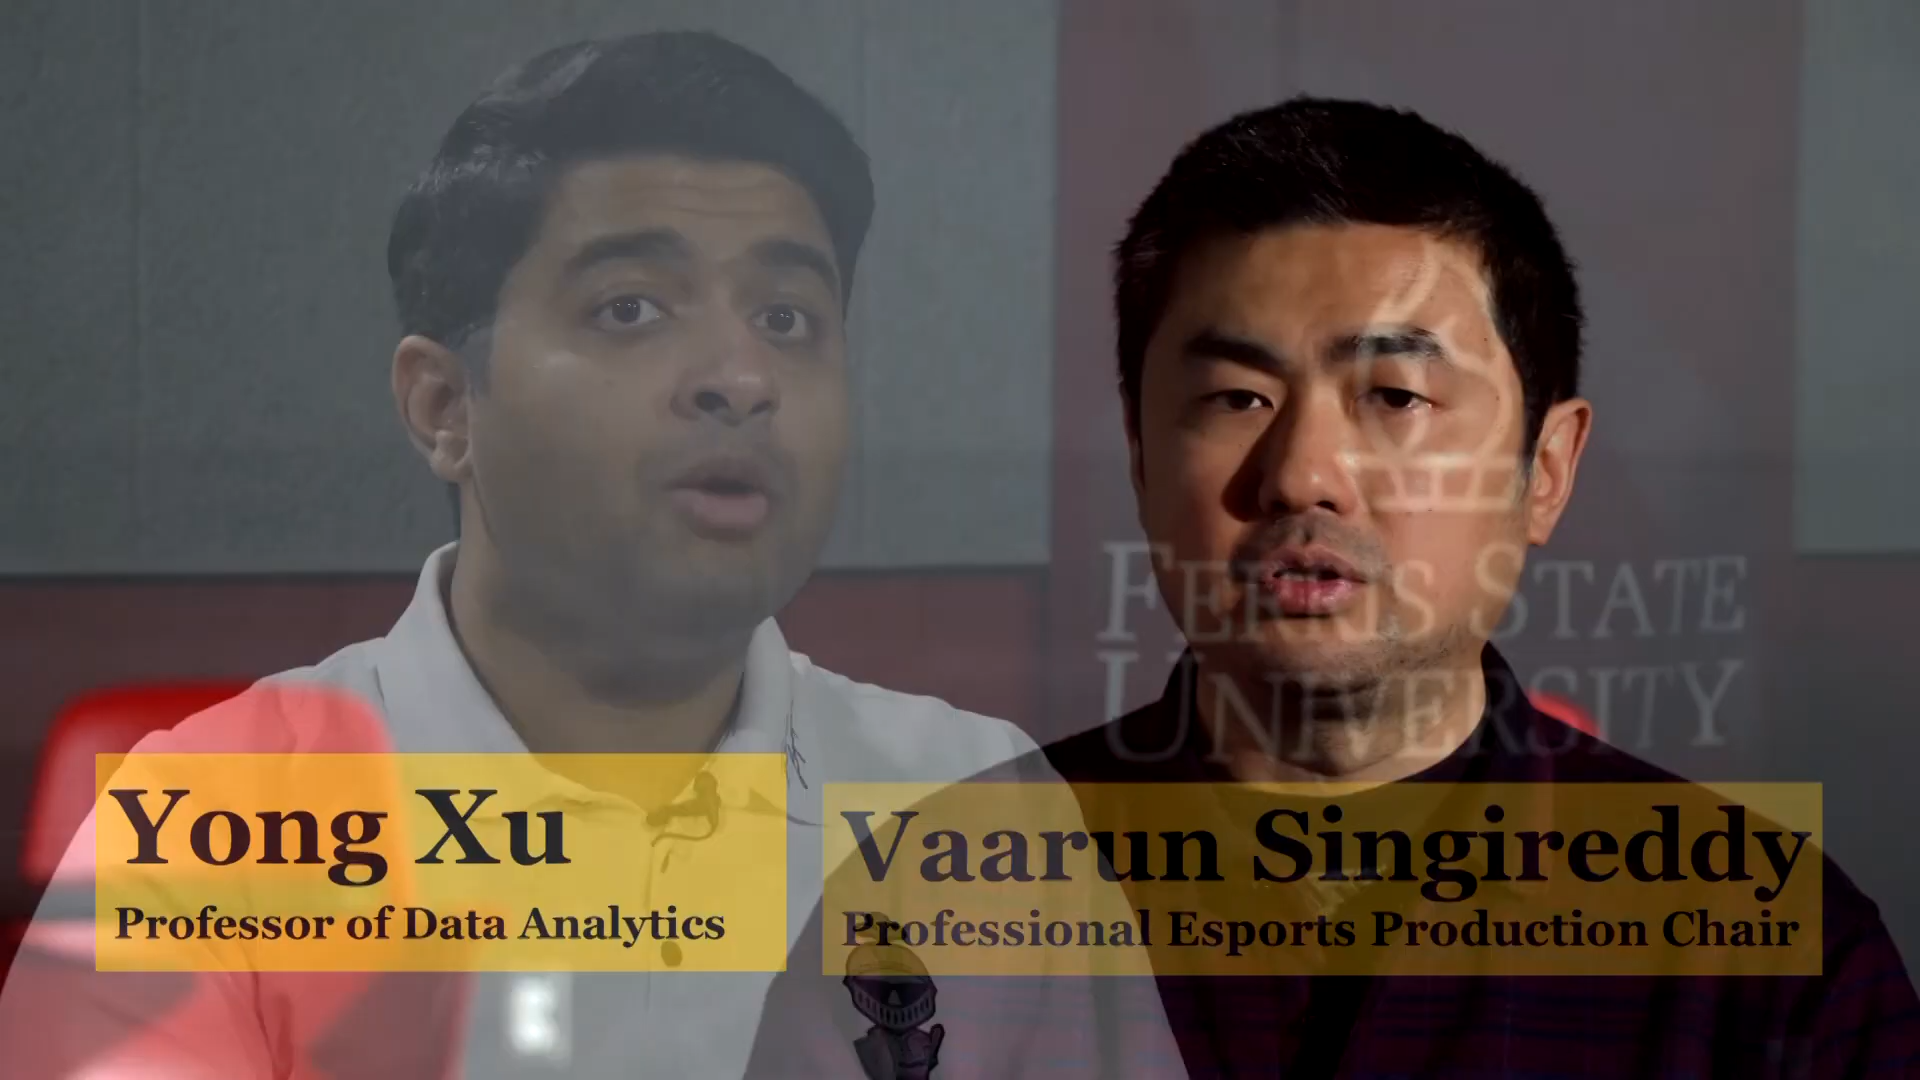 FERRIS STATE
UNIVERSITY
Yong Xu
Professor of Data Analytics
Vaarun Singireddy
Professional Esports Production Chair